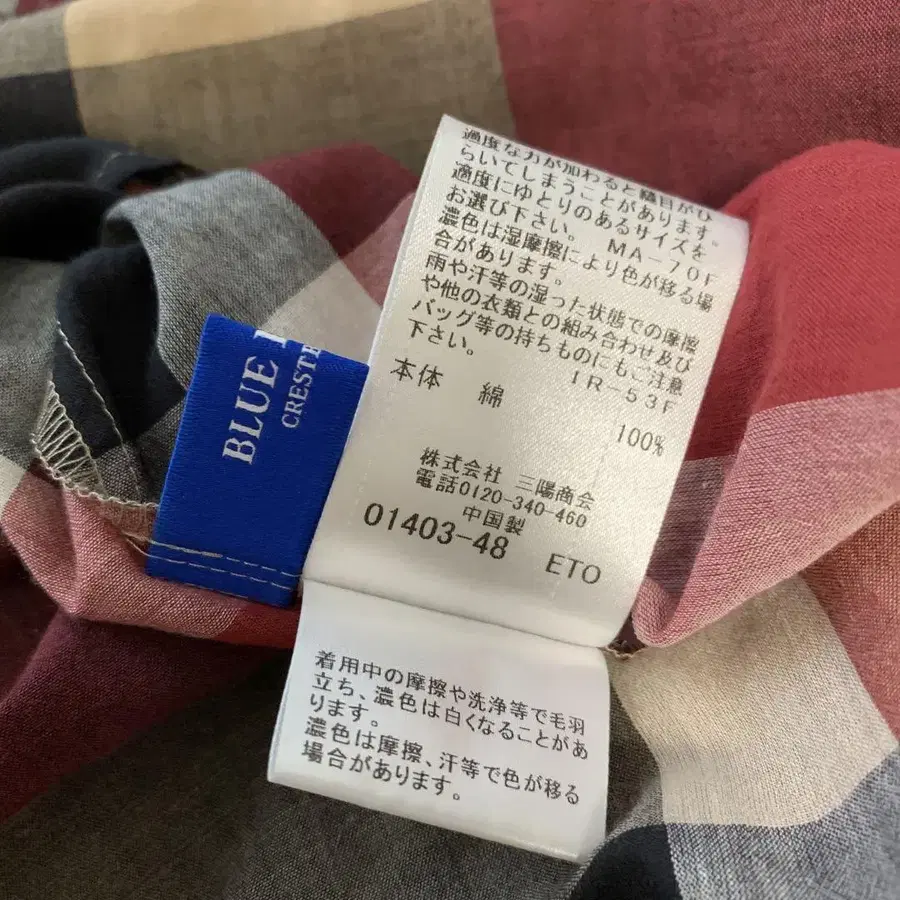 過度な力が加わると縫目がひ
らいてしまうことがあります。
適度にゆとりのあるサイズを
お選び下さい。 MA-70F
濃色は湿摩擦により色が移る場
合があります。
雨や汗等の湿った状態での摩擦
や他の衣類との組み合わせ及び
バッグ等の持ちものにもご注意
下さい。 IR-53F
本体 綿 100%
株式会社 三陽商会
電話0120-340-460
中国製
01403-48 ETO
BLUE
CRESTE
着用中の摩擦や洗浄等で毛羽
立ち、濃色は白くなることがあ
ります。
濃色は摩擦、汗等で色が移る
場合があります。